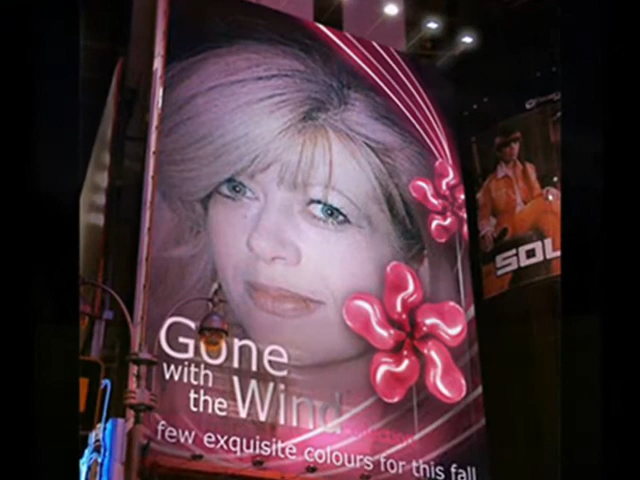 Gone
with
the Wind
few exquisite colours for this fall
SOL